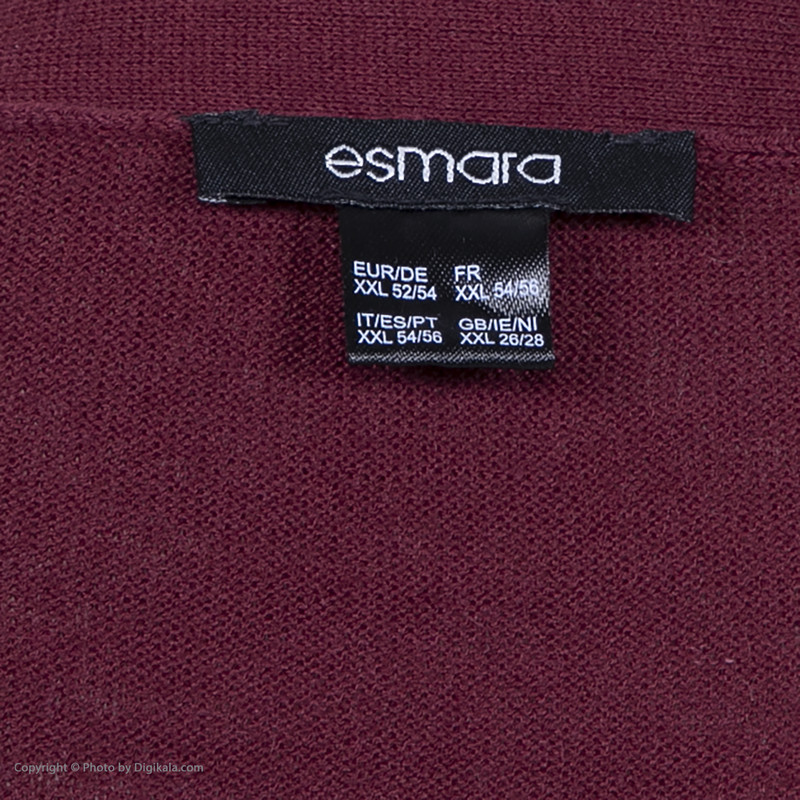 esmara
EUR/DE FR
XXL 52/54 XXL 54/56
IT/ES/PT GB/IE/NI
XXL 54/56 XXL 26/28
Copyright © Photo by Digikala.com